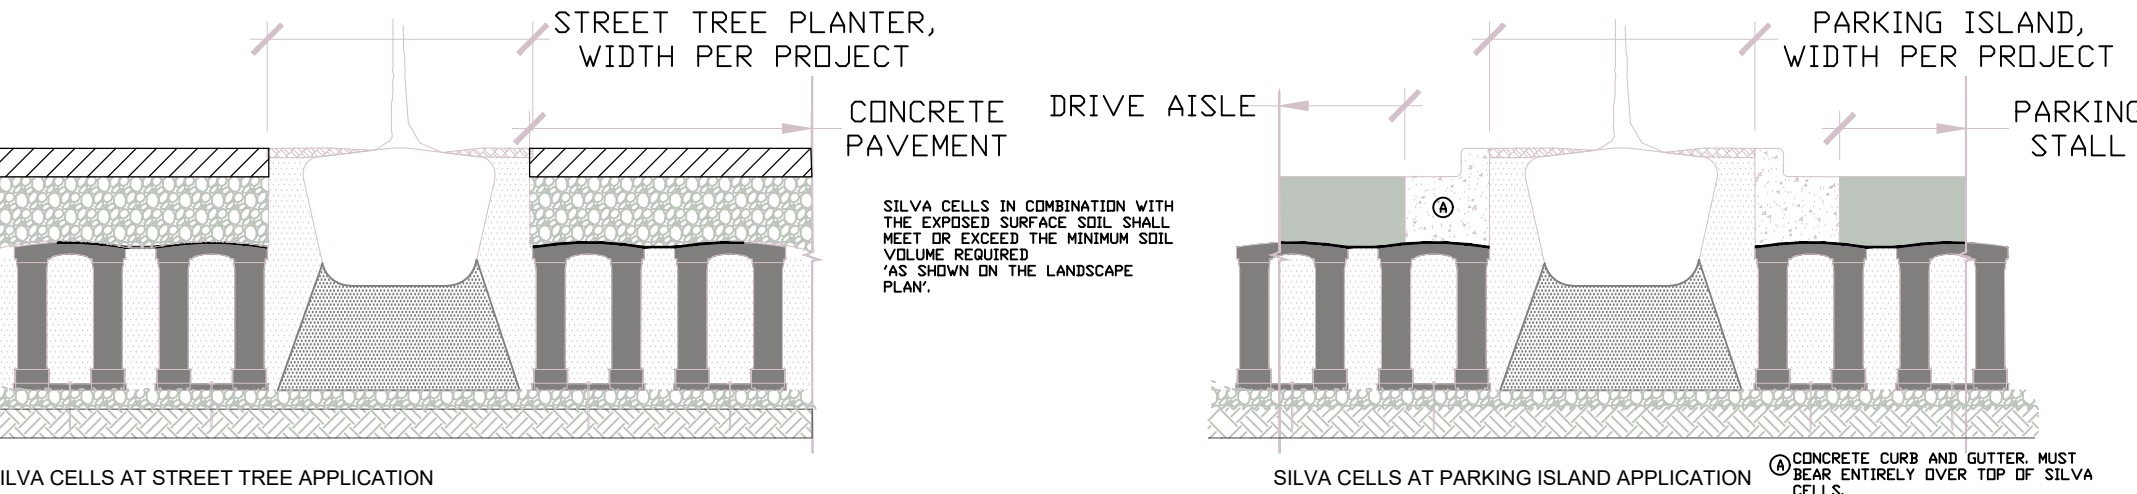 STREET TREE PLANTER,
WIDTH PER PROJECT
CONCRETE
PAVEMENT
SILVA CELLS IN COMBINATION WITH
THE EXPOSED SURFACE SOIL SHALL
MEET OR EXCEED THE MINIMUM SOIL
VOLUME REQUIRED
'AS SHOWN ON THE LANDSCAPE
PLAN'.
ILVA CELLS AT STREET TREE APPLICATION
PARKING ISLAND,
WIDTH PER PROJECT
DRIVE AISLE
PARKING
STALL
A
SILVA CELLS AT PARKING ISLAND APPLICATION
A CONCRETE CURB AND GUTTER. MUST
BEAR ENTIRELY OVER TOP OF SILVA
CELLS.